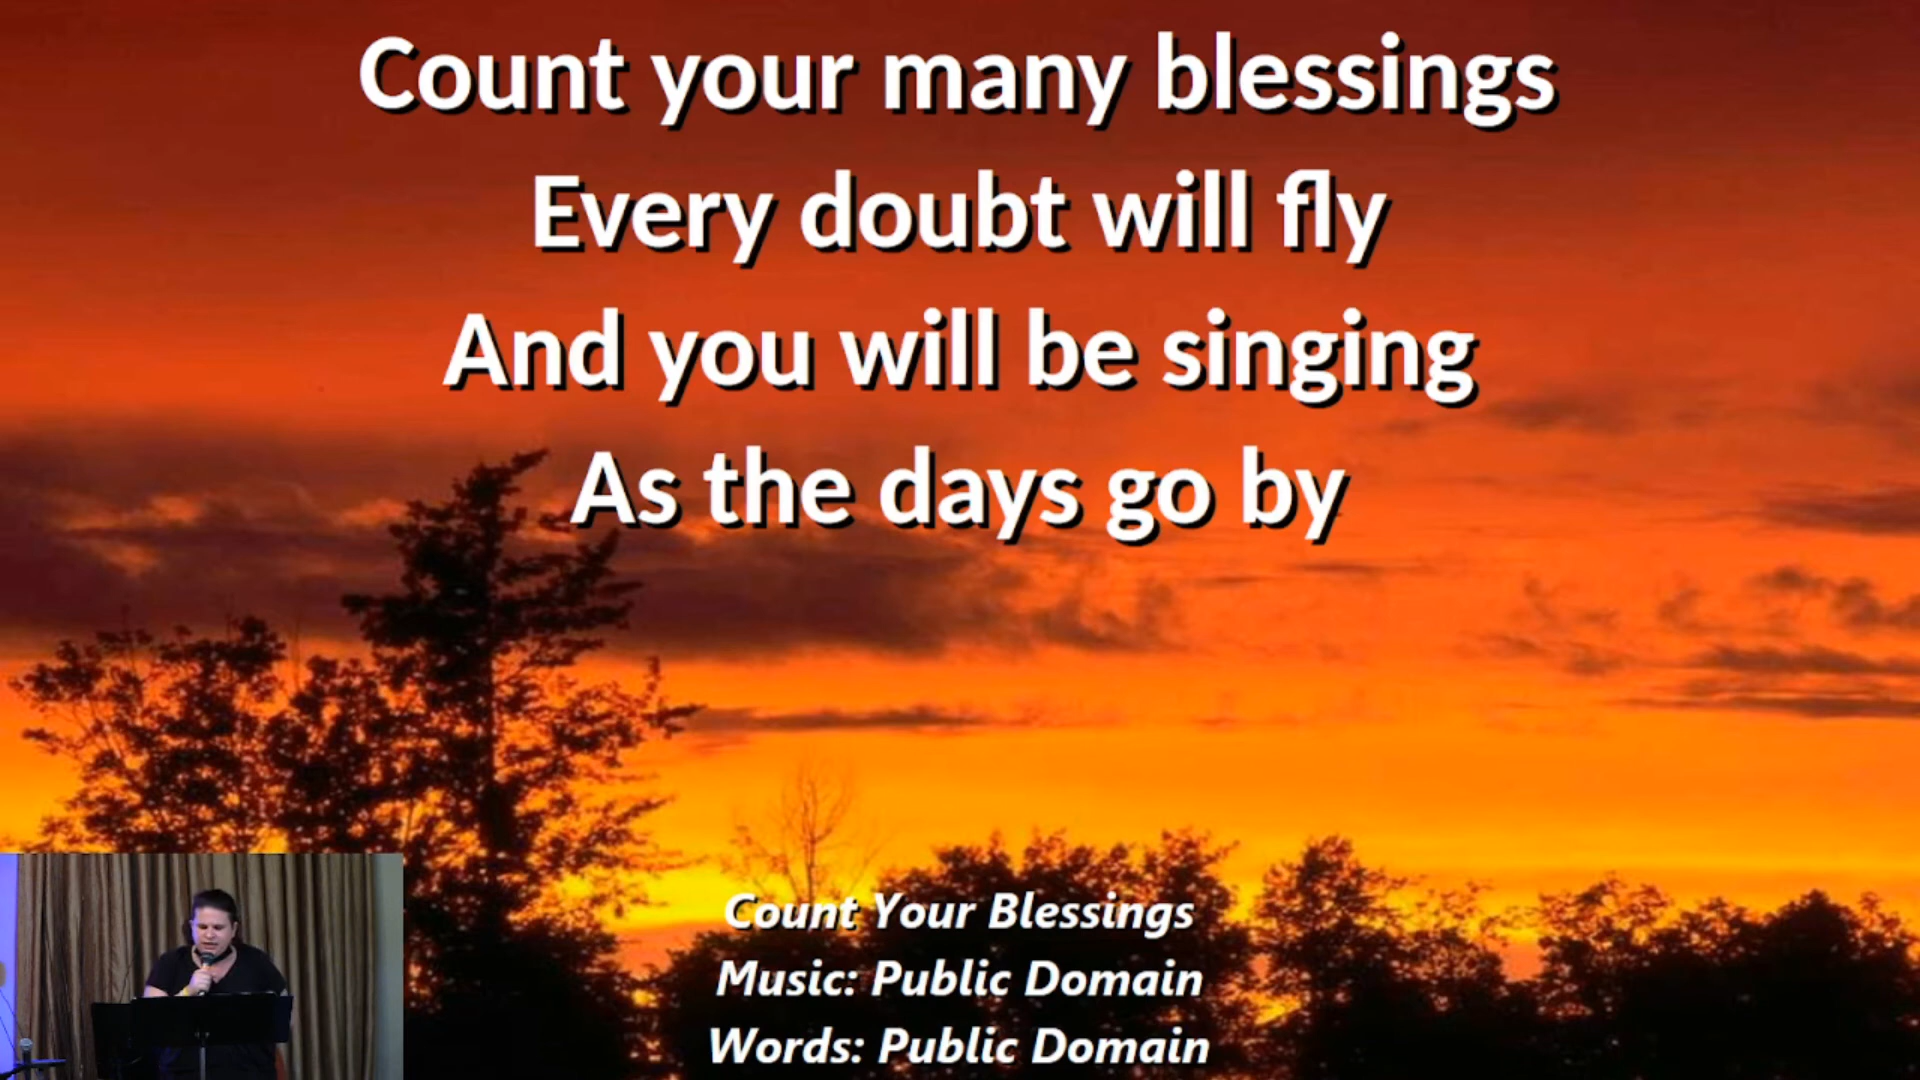 Count your many blessings
Every doubt will fly
And you will be singing
As the days go by
Count Your Blessings
Music: Public Domain
Words: Public Domain